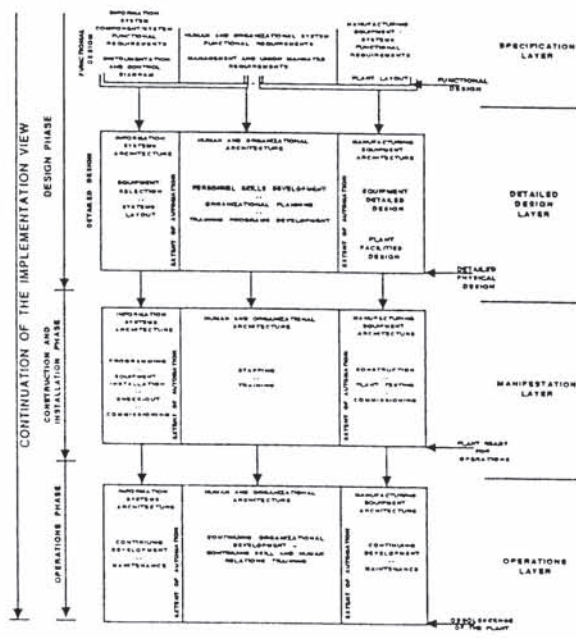 CONTINUATION OF THE IMPLEMENTATION VIEW
DESIGN PHASE
CONSTRUCTION AND
INSTALLATION PHASE
OPERATIONS PHASE
FUNCTIONAL
DESIGN
INFORMATION
SYSTEM
COMPONENT/SYSTEM
FUNCTIONAL
REQUIREMENTS
INSTRUMENTATION
AND CONTROL
DIAGRAM
HUMAN AND ORGANIZATIONAL SYSTEM
FUNCTIONAL REQUIREMENTS
MANAGEMENT AND UNION MANDATED
REQUIREMENTS
MANUFACTURING
EQUIPMENT
SYSTEMS
FUNCTIONAL
REQUIREMENTS
PLANT LAYOUT
SPECIFICATION
LAYER
FUNCTIONAL
DESIGN
DETAILED DESIGN
INFORMATION
SYSTEMS
ARCHITECTURE
EQUIPMENT
SELECTION
SYSTEMS
LAYOUT
EXTENT OF AUTOMATION
HUMAN AND ORGANIZATIONAL
ARCHITECTURE
PERSONNEL SKILLS DEVELOPMENT
ORGANIZATIONAL PLANNING
TRAINING PROGRAMS DEVELOPMENT
EXTENT OF AUTOMATION
MANUFACTURING
EQUIPMENT
ARCHITECTURE
EQUIPMENT
DETAILED
DESIGN
PLANT
FACILITIES
DESIGN
DETAILED
DESIGN
LAYER
DETAILED
PHYSICAL
DESIGN
INFORMATION
SYSTEMS
ARCHITECTURE
PROGRAMMING
EQUIPMENT
INSTALLATION
CHECKOUT
COMMISSIONING
EXTENT OF AUTOMATION
HUMAN AND ORGANIZATIONAL
ARCHITECTURE
STAFFING
TRAINING
EXTENT OF AUTOMATION
MANUFACTURING
EQUIPMENT
ARCHITECTURE
CONSTRUCTION
PLANT TESTING
COMMISSIONING
MANIFESTATION
LAYER
PLANT READY
FOR
OPERATIONS
INFORMATION
SYSTEMS
ARCHITECTURE
CONTINUING
DEVELOPMENT
MAINTENANCE
EXTENT OF AUTOMATION
HUMAN AND ORGANIZATIONAL
ARCHITECTURE
CONTINUING ORGANIZATIONAL
DEVELOPMENT
CONTINUING SKILL AND HUMAN
RELATIONS TRAINING
EXTENT OF AUTOMATION
MANUFACTURING
EQUIPMENT
ARCHITECTURE
CONTINUING
DEVELOPMENT
MAINTENANCE
OPERATIONS
LAYER
OBSOLESCENCE
OF THE PLANT